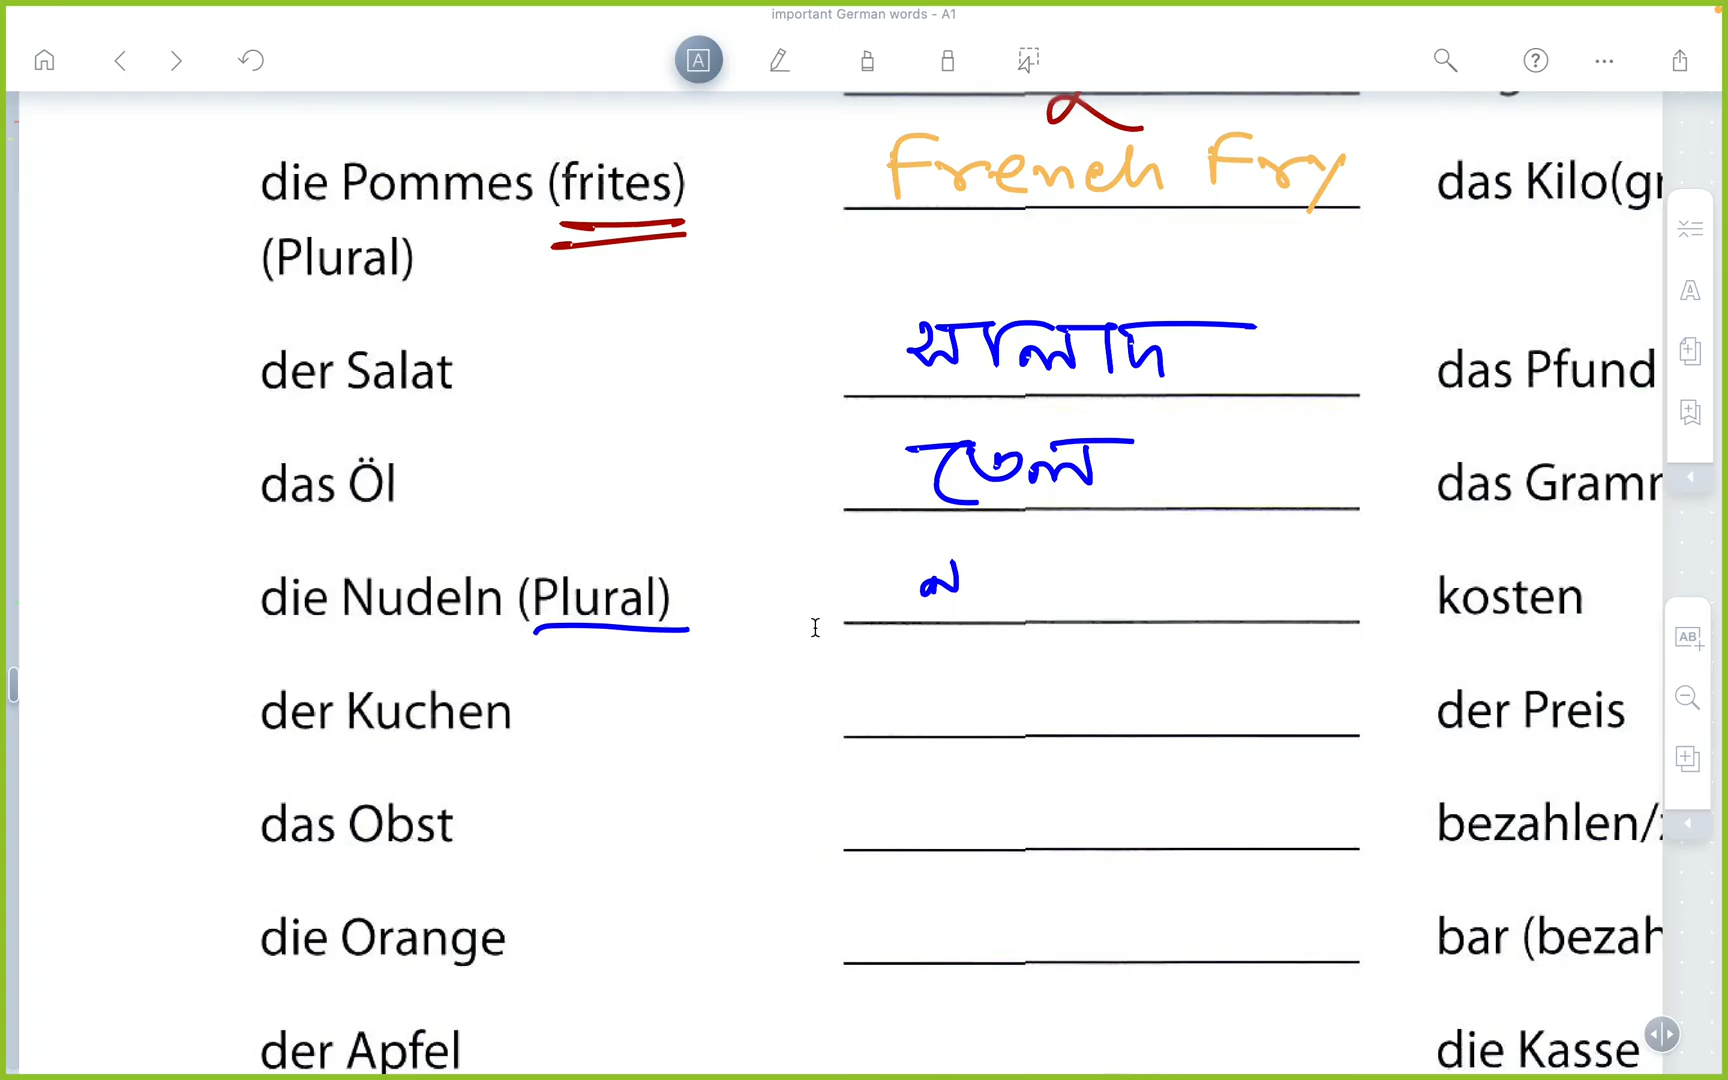 important German words - A1
die Pommes (frites)
French Fry
das Kilo(gr
(Plural)
der Salat
সালাদ
das Pfund
das Öl
তেল
das Gramm
die Nudeln (Plural)
ন
kosten
der Kuchen
der Preis
das Obst
bezahlen/z
die Orange
bar (bezah
der Apfel
die Kasse